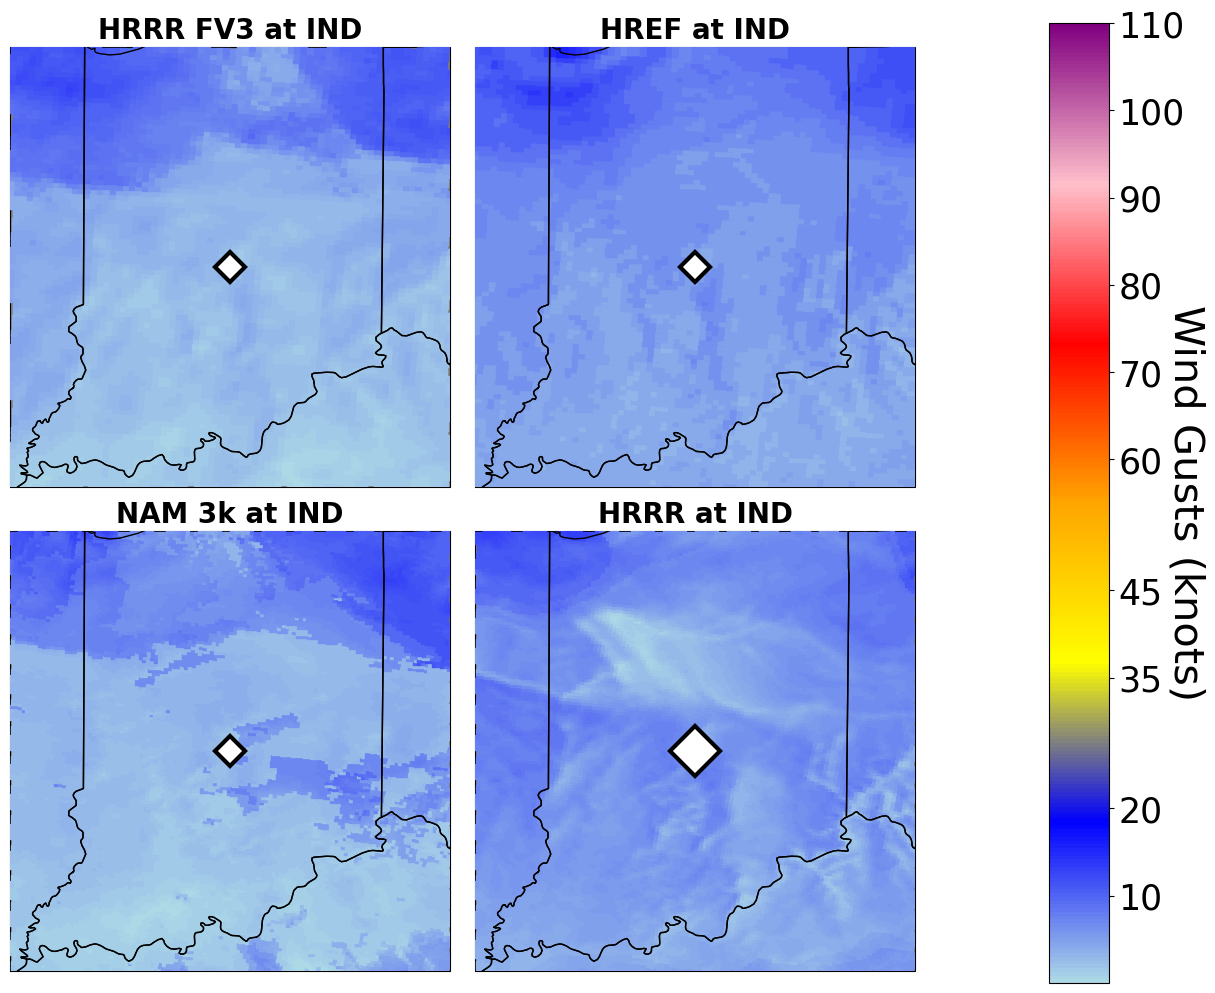 HRRR FV3 at IND
HREF at IND
NAM 3k at IND
HRRR at IND
110
100
90
80
70
60
45
35
20
10
Wind Gusts (knots)